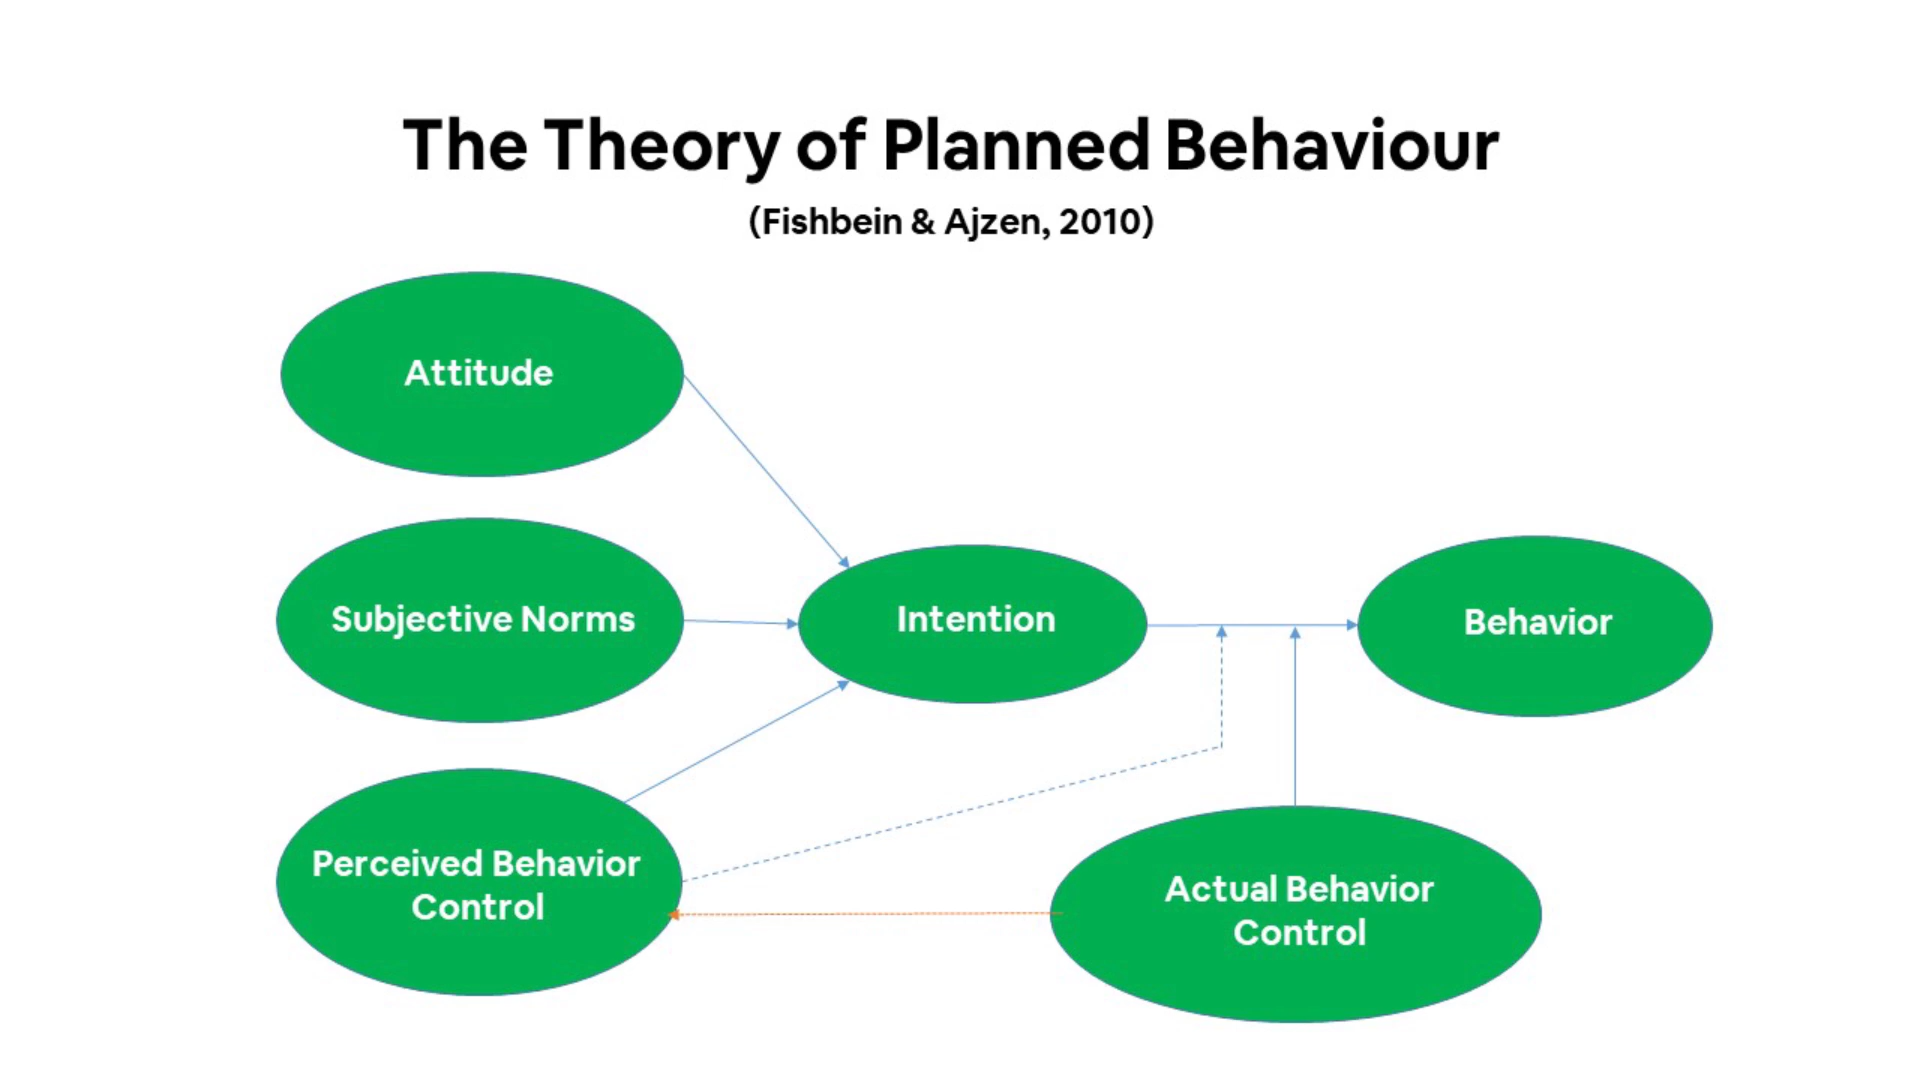 The Theory of Planned Behaviour
(Fishbein & Ajzen, 2010)
Attitude
Subjective Norms
Intention
Behavior
Perceived Behavior
Control
Actual Behavior
Control